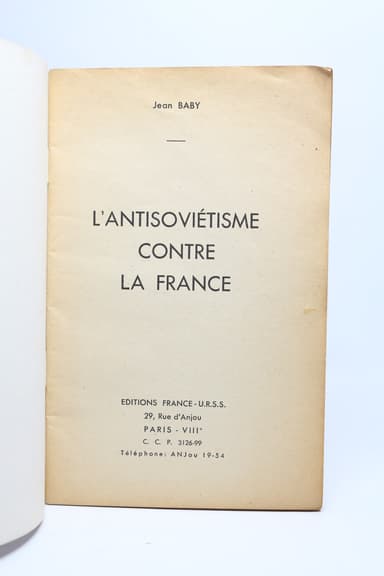 Jean BABY
L'ANTISOVIÉTISME
CONTRE
LA FRANCE
EDITIONS FRANCE-U.R.S.S.
29, Rue d'Anjou
PARIS - VIIIe
C. C. P. 3126-99
Téléphone: ANJou 19-54